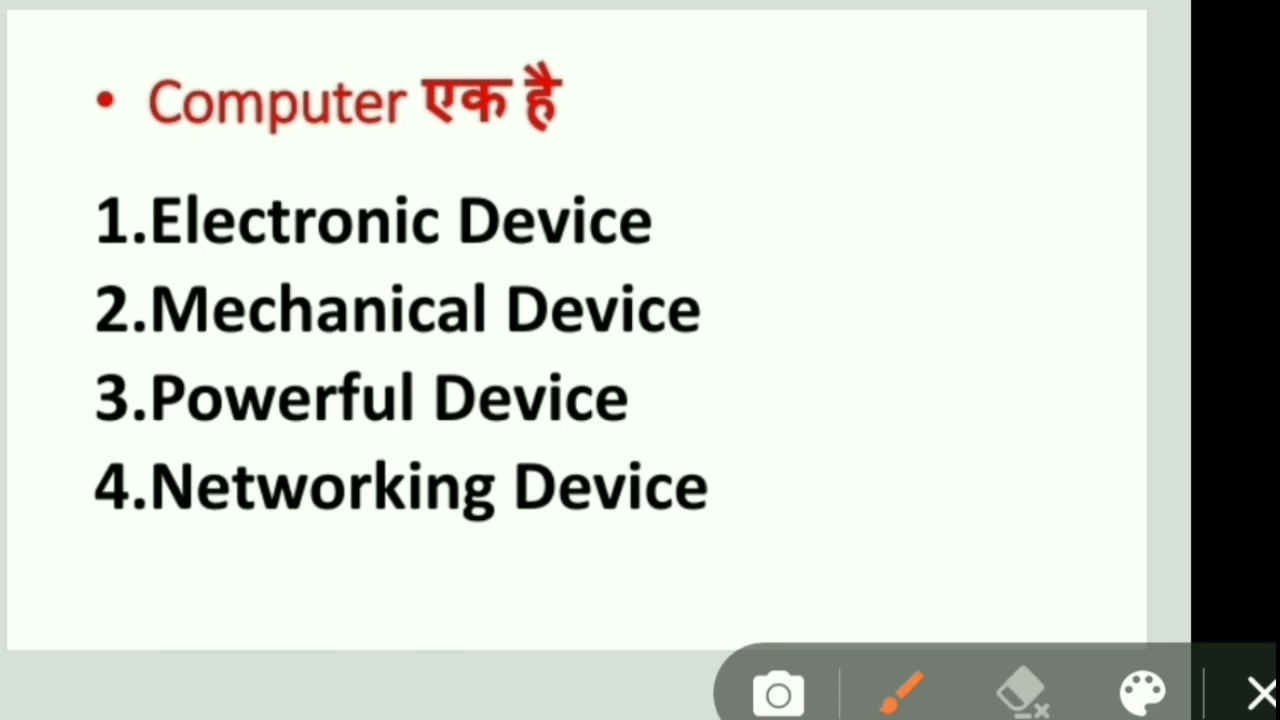 • Computer एक है
1.Electronic Device
2.Mechanical Device
3.Powerful Device
4.Networking Device